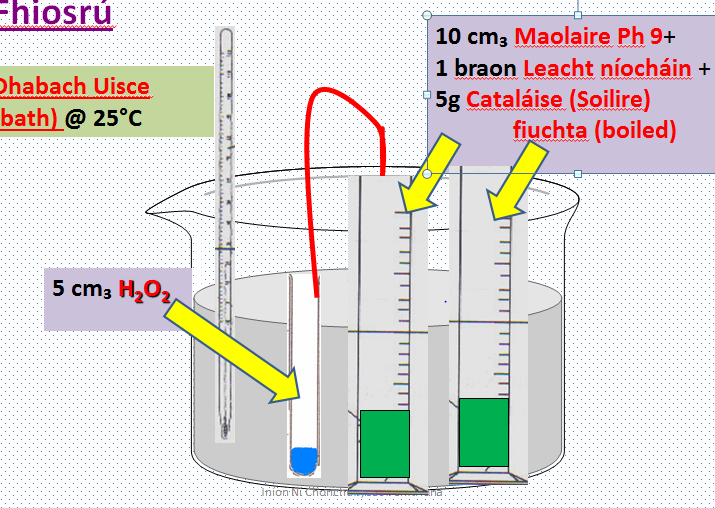 Fhiosrú
Dhabach Uisce
bath) @ 25°C
10 cm₃ Maolaire Ph 9+
1 braon Leacht níocháin +
5g Cataláise (Soilire)
fiuchta (boiled)
5 cm₃ H₂O₂